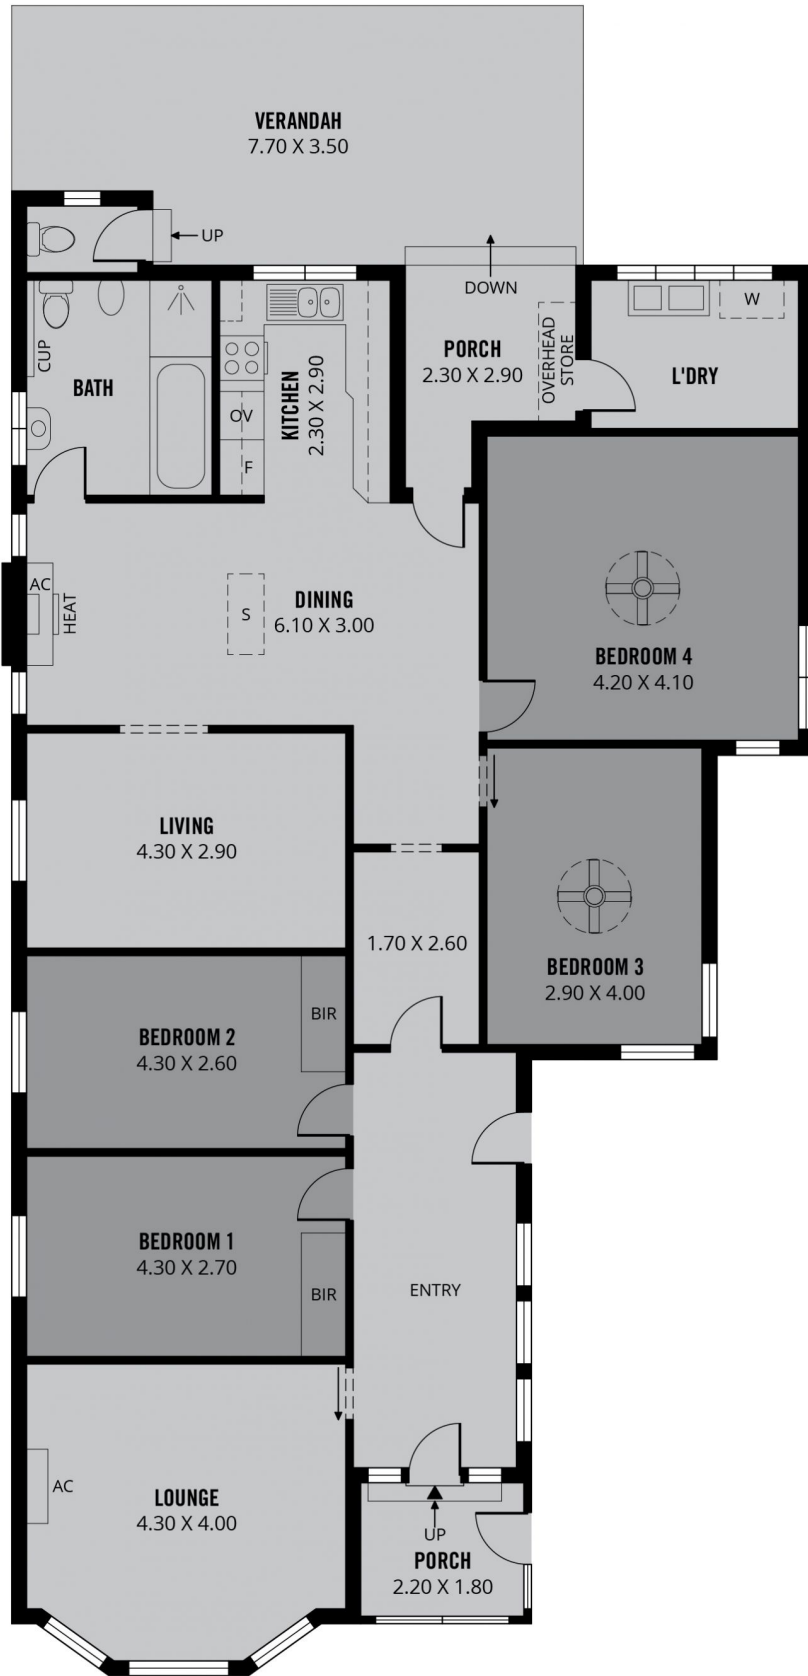 VERANDAH
7.70 X 3.50
UP
DOWN
CUP
BATH
KITCHEN
2.30 X 2.90
OV
F
PORCH
2.30 X 2.90
OVERHEAD
STORE
W
L'DRY
AC
HEAT
S
DINING
6.10 X 3.00
BEDROOM 4
4.20 X 4.10
LIVING
4.30 X 2.90
1.70 X 2.60
BEDROOM 3
2.90 X 4.00
BEDROOM 2
4.30 X 2.60
BIR
BEDROOM 1
4.30 X 2.70
BIR
ENTRY
AC
LOUNGE
4.30 X 4.00
UP
PORCH
2.20 X 1.80